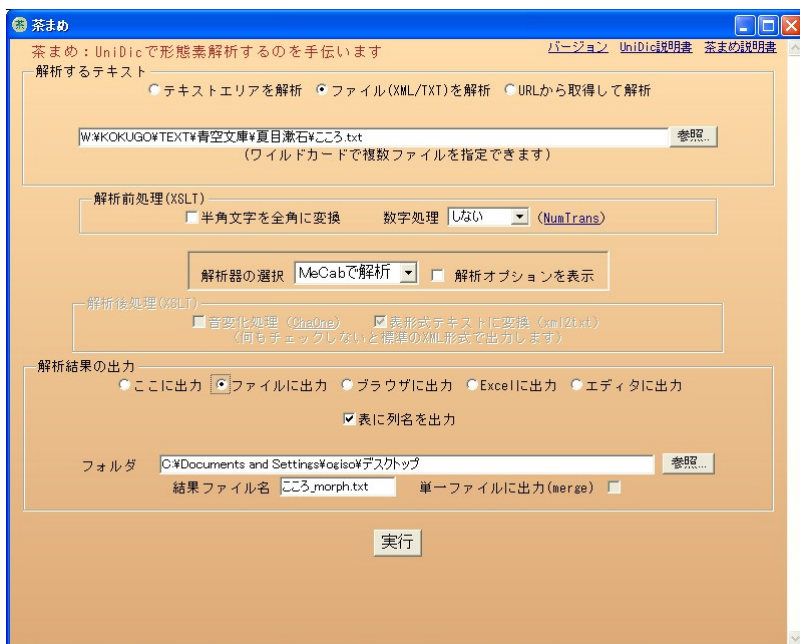 茶まめ
茶まめ：UniDicで形態素解析するのを手伝います
バージョン UniDic説明書 茶まめ説明書
解析するテキスト
テキストエリアを解析 ファイル(XML/TXT)を解析 URLから取得して解析
W:¥KOKUGO¥TEXT¥青空文庫¥夏目漱石¥こころ.txt 参照...
(ワイルドカードで複数ファイルを指定できます)
解析前処理(XSLT)
半角文字を全角に変換 数字処理 しない (NumTrans)
解析器の選択 MeCabで解析 解析オプションを表示
解析後処理(XSLT)
音変化処理 (ChaOne) 表形式テキストに変換 (xml2txt)
(何もチェックしないと標準のXML形式で出力します)
解析結果の出力
ここに出力 ファイルに出力 ブラウザに出力 Excelに出力 エディタに出力
表に列名を出力
フォルダ C:¥Documents and Settings¥ogiso¥デスクトップ 参照...
結果ファイル名 こころ_morph.txt 単一ファイルに出力(merge)
実行